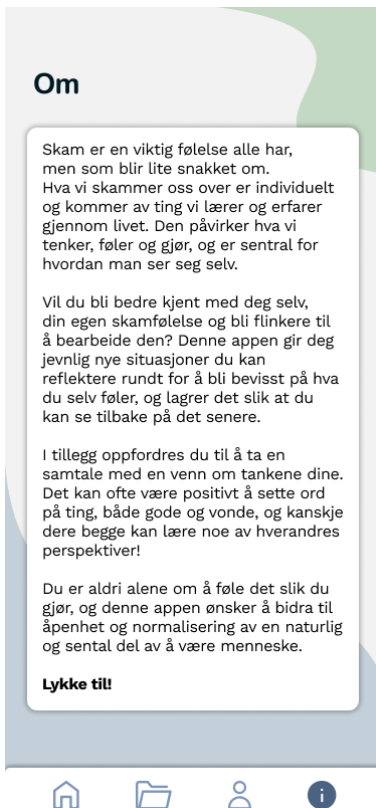 Om
Skam er en viktig følelse alle har,
men som blir lite snakket om.
Hva vi skammer oss over er individuelt
og kommer av ting vi lærer og erfarer
gjennom livet. Den påvirker hva vi
tenker, føler og gjør, og er sentral for
hvordan man ser seg selv.
Vil du bli bedre kjent med deg selv,
din egen skamfølelse og bli flinkere til
å bearbeide den? Denne appen gir deg
jevnlig nye situasjoner du kan
reflektere rundt for å bli bevisst på hva
du selv føler, og lagrer det slik at du
kan se tilbake på det senere.
I tillegg oppfordres du til å ta en
samtale med en venn om tankene dine.
Det kan ofte være positivt å sette ord
på ting, både gode og vonde, og kanskje
dere begge kan lære noe av hverandres
perspektiver!
Du er aldri alene om å føle det slik du
gjør, og denne appen ønsker å bidra til
åpenhet og normalisering av en naturlig
og sental del av å være menneske.
Lykke til!